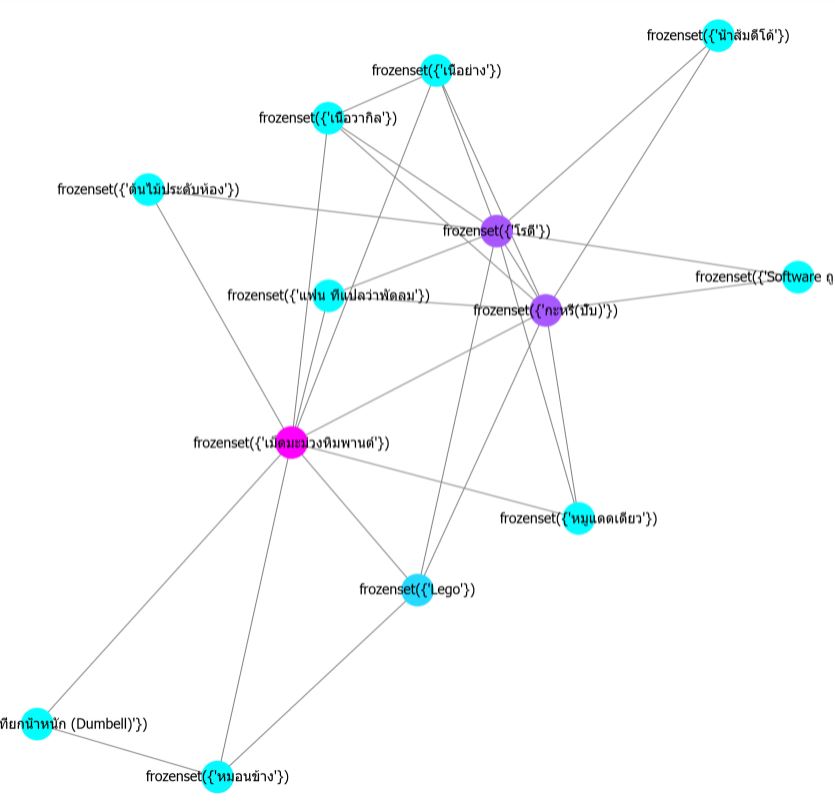 frozenset({'น้ำส้มดีโด้'})
frozenset({'เนื้อย่าง'})
frozenset({'เนื้อวากิล'})
frozenset({'ต้นไม้ประดับห้อง'})
frozenset({'โรตี'})
frozenset({'Software ถู
frozenset({'แฟน ที่แปลว่าพัดลม'})
frozenset({'กะหรี่(ปั๊บ)'})
frozenset({'เม็ดมะม่วงหิมพานต์'})
frozenset({'หมูแดดเดียว'})
frozenset({'Lego'})
ที่ยกน้ำหนัก (Dumbell)'})
frozenset({'หมอนข้าง'})